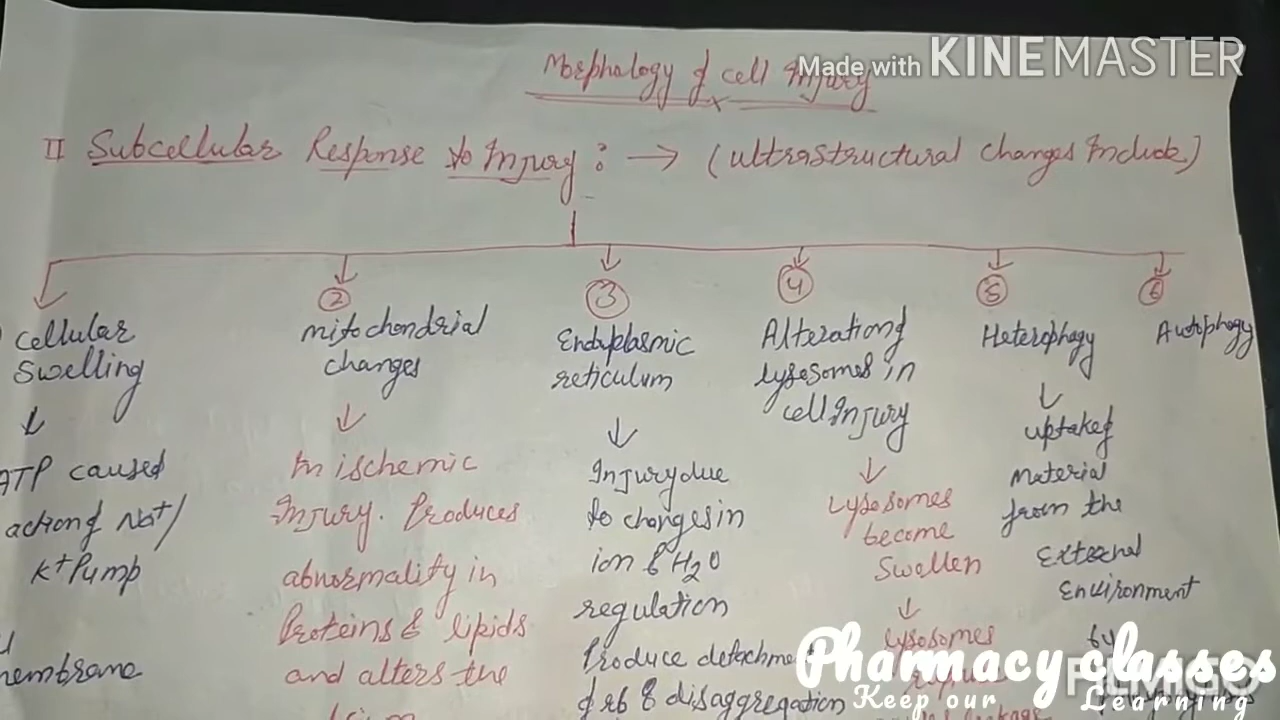 Morphology of cell Injury
Made with KINEMASTER
II Subcellular Response to Injury : → (ultrastructural changes Include)
cellular
swelling
↓
ATP caused
action of Na+/
K+ Pump
membrane
②
mitochondrial
changes
↓
In ischemic
Injury. Produces
abnormality in
Proteins & lipids
and alters the
③
Endoplasmic
reticulum
↓
Injury due
to changes in
ion & H2O
regulation
Produce detachment
of rb & disaggregation
④
Alteration of
lysosomes in
cell Injury
↓
Lysosomes
become
Swellen
↓
lysosomes
⑤
Heterophagy
↓
uptake of
Material
from the
External
Environment
by
⑥
Autophagy
Pharmacy classes
Keep our Learning